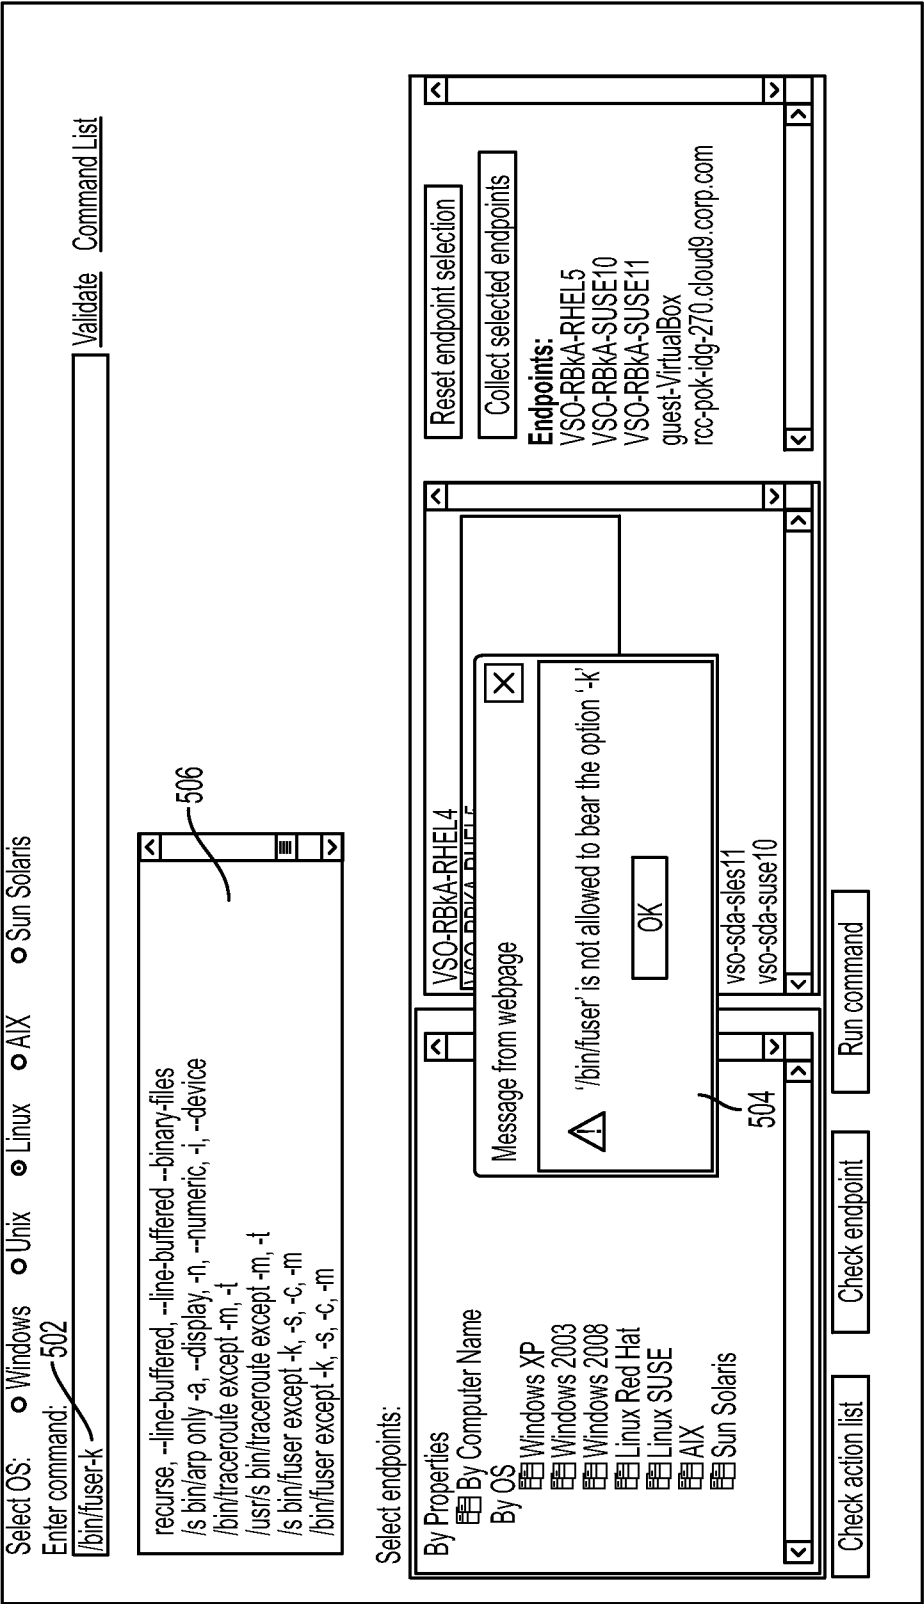 Select OS: Windows Unix Linux AIX Sun Solaris
Enter command:
502
/bin/fuser-k
Validate Command List
recurse, --line-buffered, --line-buffered --binary-files
/s bin/arp only -a, --display, -n, --numeric, -i, --device
/bin/traceroute except -m, -t
/usr/s bin/traceroute except -m, -t
/s bin/fuser except -k, -s, -c, -m
/bin/fuser except -k, -s, -c, -m
506
Select endpoints:
By Properties
By Computer Name
By OS
Windows XP
Windows 2003
Windows 2008
Linux Red Hat
Linux SUSE
AIX
Sun Solaris
VSO-RBKA-RHEL4
Message from webpage
'/bin/fuser' is not allowed to bear the option '-k'
OK
504
vso-sda-sles11
vso-sda-suse10
Reset endpoint selection
Collect selected endpoints
Endpoints:
VSO-RBKA-RHEL5
VSO-RBKA-SUSE10
VSO-RBKA-SUSE11
guest-VirtualBox
rcc-pok-idg-270.cloud9.corp.com
Check action list
Check endpoint
Run command